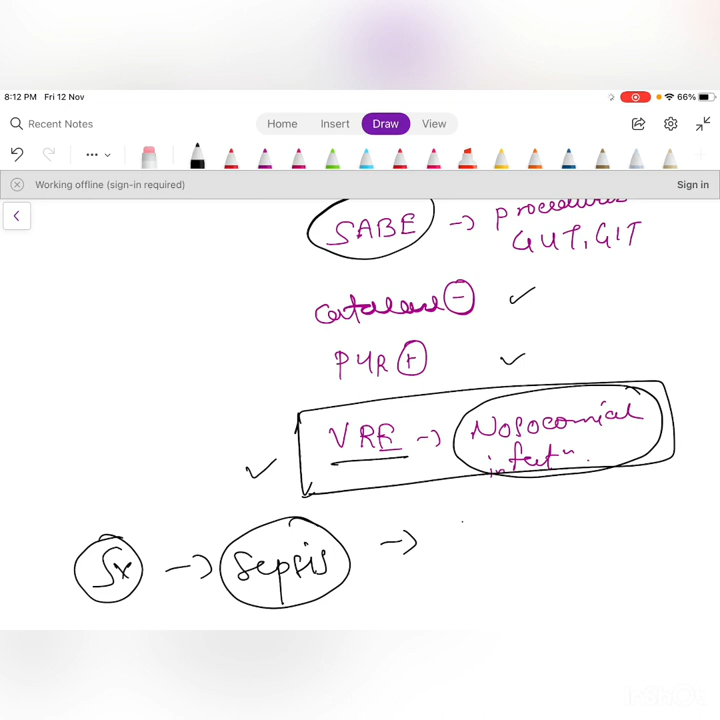 8:12 PM Fri 12 Nov 66%
Recent Notes Home Insert Draw View
Working offline (sign-in required) Sign in
SABE → procedures
GUT, GIT
Catalase ⊖ ✓
PYR ⊕ ✓
VRE → Nosocomial
infectⁿ.
✓
Sx → Sepsis →